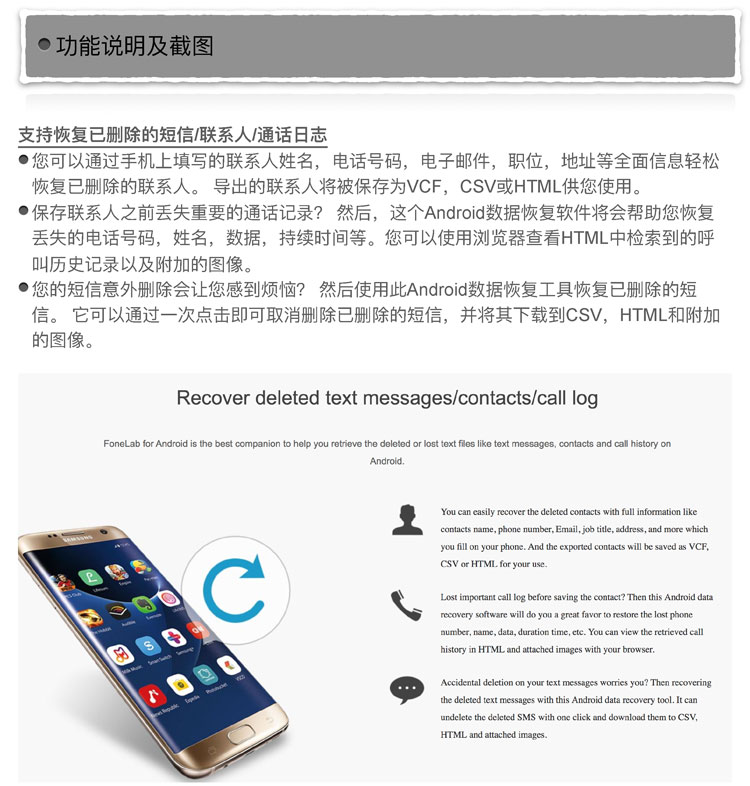 功能说明及截图
支持恢复已删除的短信/联系人/通话日志
您可以通过手机上填写的联系人姓名，电话号码，电子邮件，职位，地址等全面信息轻松
恢复已删除的联系人。 导出的联系人将被保存为VCF，CSV或HTML供您使用。
保存联系人之前丢失重要的通话记录？ 然后，这个Android数据恢复软件将会帮助您恢复
丢失的电话号码，姓名，数据，持续时间等。您可以使用浏览器查看HTML中检索到的呼
叫历史记录以及附加的图像。
您的短信意外删除会让您感到烦恼？ 然后使用此Android数据恢复工具恢复已删除的短
信。 它可以通过一次点击即可取消删除已删除的短信，并将其下载到CSV，HTML和附加
的图像。
Recover deleted text messages/contacts/call log
FoneLab for Android is the best companion to help you retrieve the deleted or lost text files like text messages, contacts and call history on
Android.
You can easily recover the deleted contacts with full information like
contacts name, phone number, Email, job title, address, and more which
you fill on your phone. And the exported contacts will be saved as VCF,
CSV or HTML for your use.
Lost important call log before saving the contact? Then this Android data
recovery software will do you a great favor to restore the lost phone
number, name, data, duration time, etc. You can view the retrieved call
history in HTML and attached images with your browser.
Accidental deletion on your text messages worries you? Then recovering
the deleted text messages with this Android data recovery tool. It can
undelete the deleted SMS with one click and download them to CSV,
HTML and attached images.
SAMSUNG